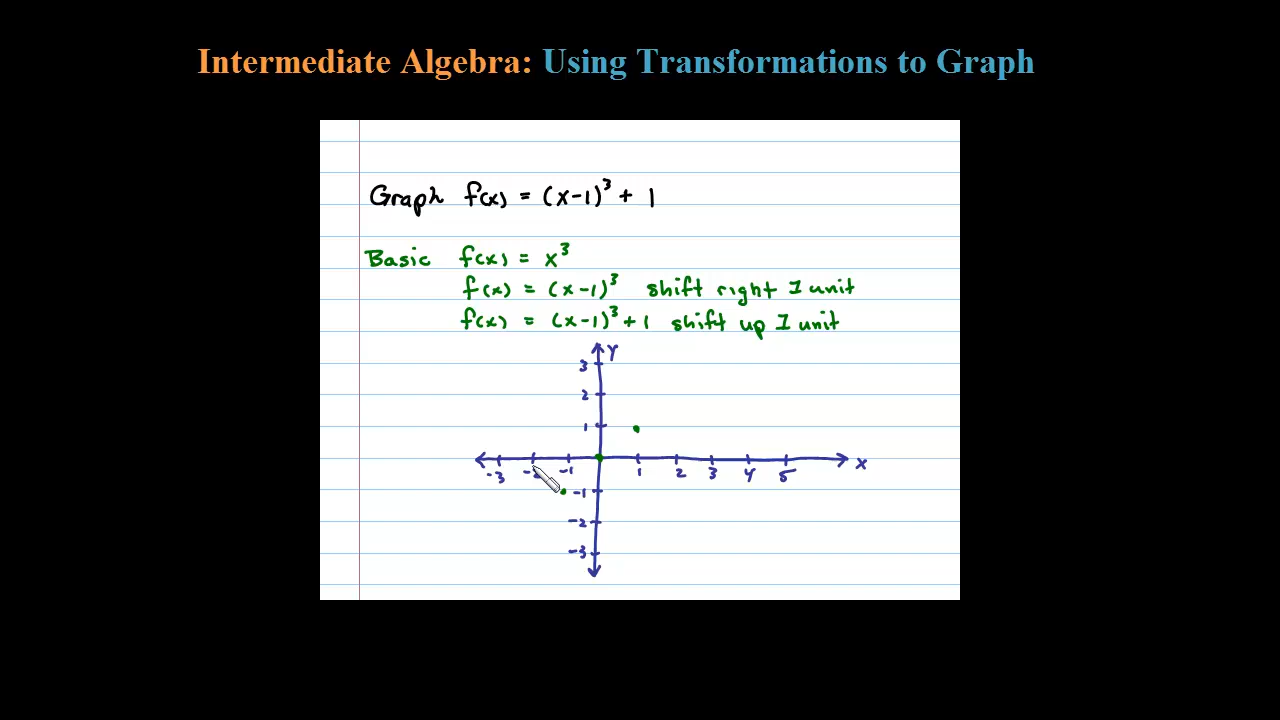 Intermediate Algebra: Using Transformations to Graph
Graph f(x) = (x-1)³ + 1
Basic f(x) = x³
f(x) = (x-1)³ shift right 1 unit
f(x) = (x-1)³ + 1 shift up 1 unit
Y
3
2
1
-3 -2 -1 1 2 3 4 5 x
-1
-2
-3